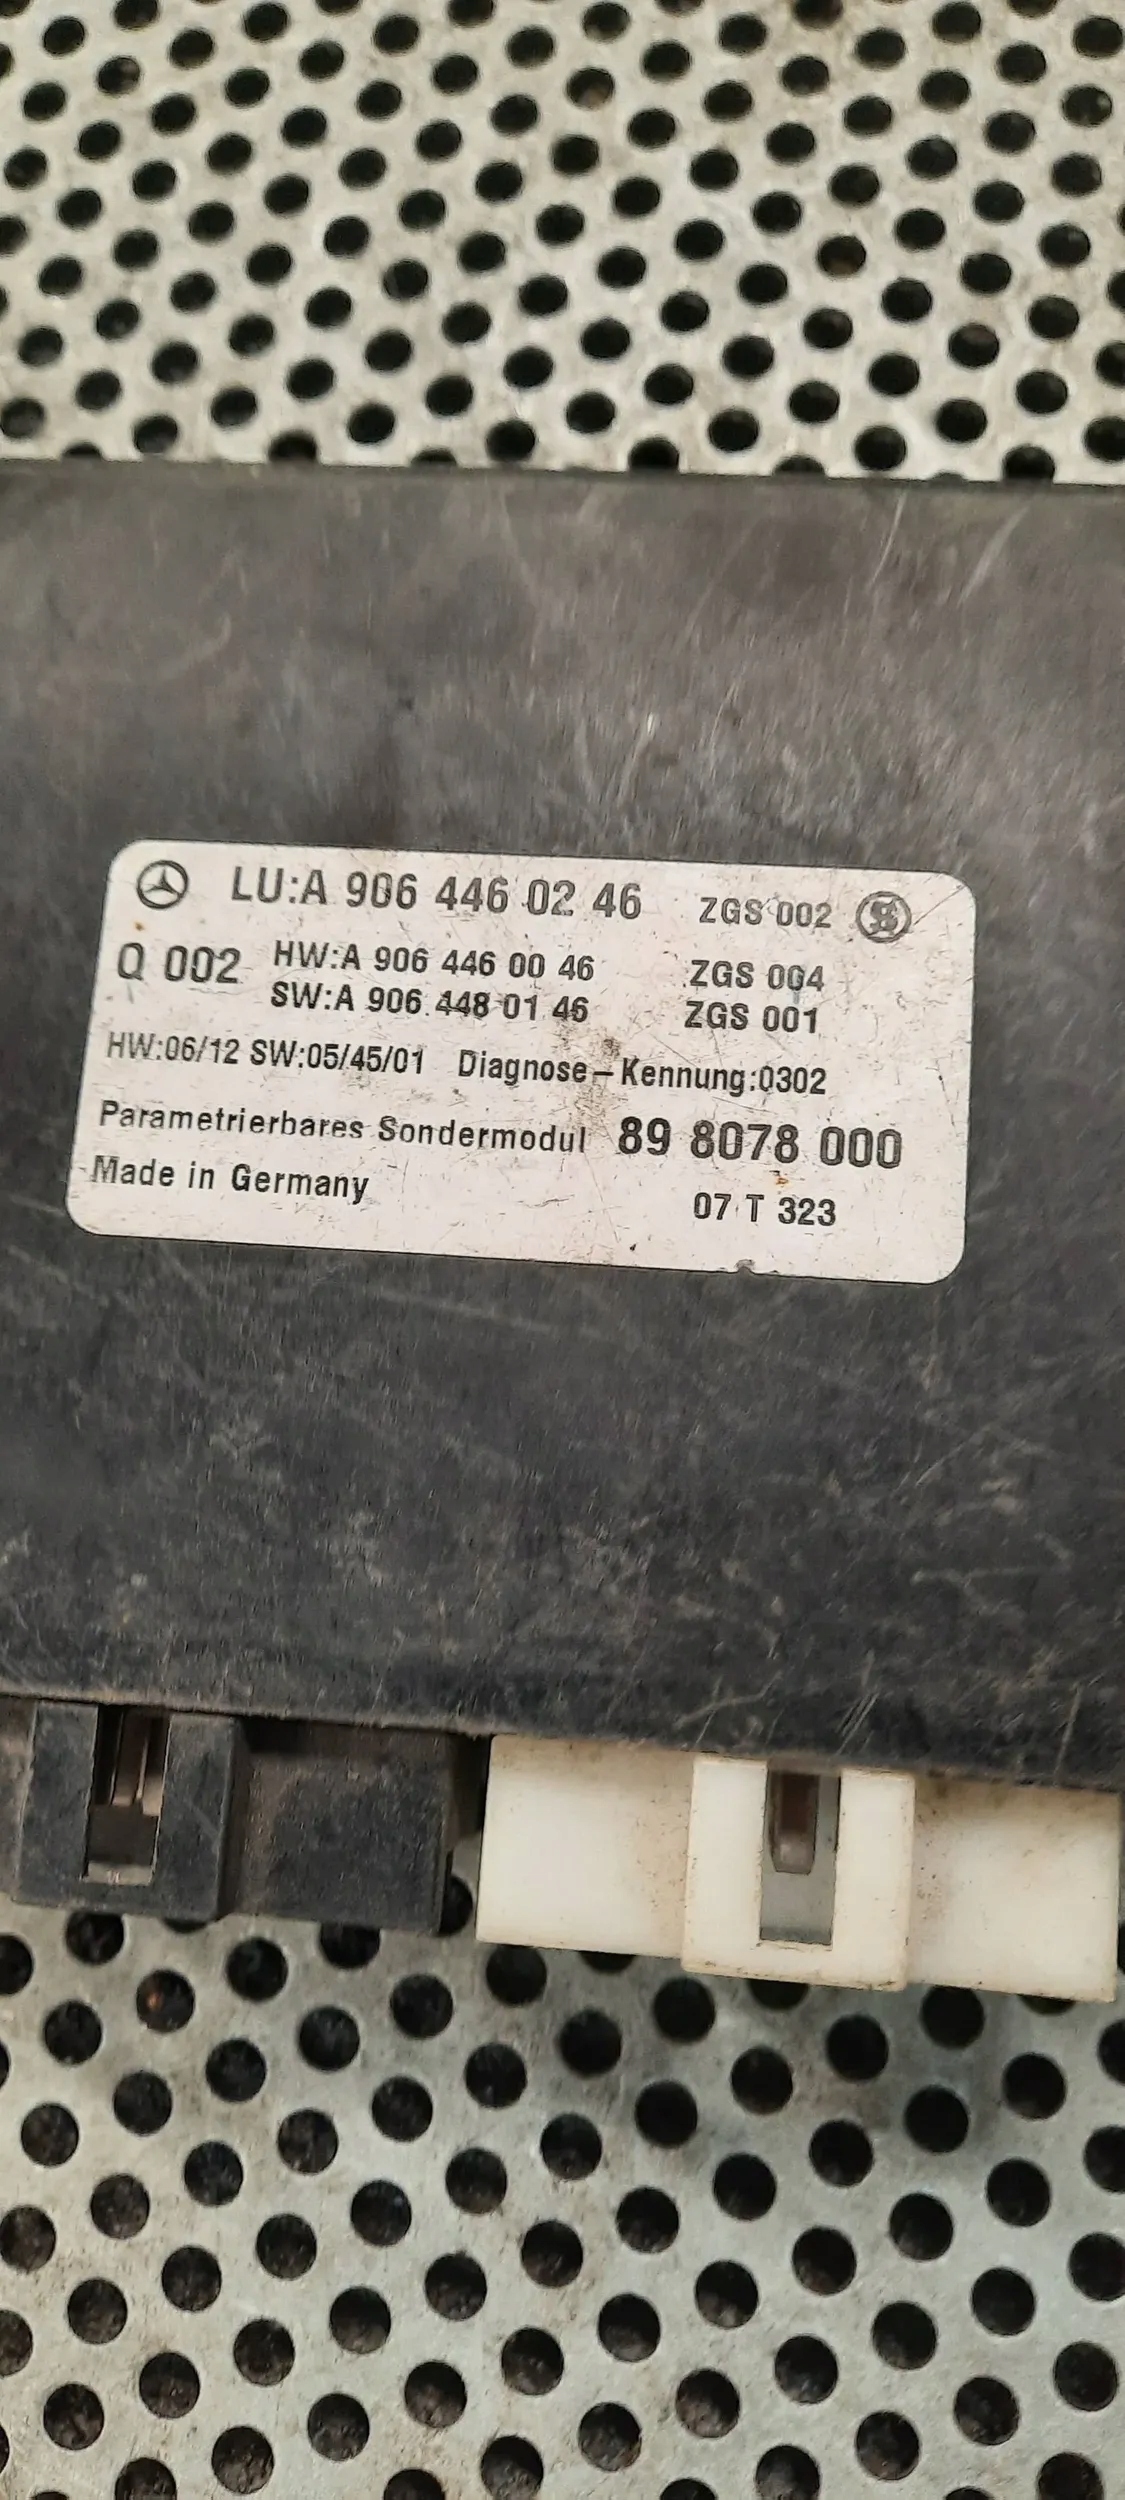 LU:A 906 446 02 46 ZGS 002
Q 002 HW:A 906 446 00 46 ZGS 004
SW:A 906 448 01 46 ZGS 001
HW:06/12 SW:05/45/01 Diagnose-Kennung:0302
Parametrierbares Sondermodul 89 8078 000
Made in Germany 07 T 323